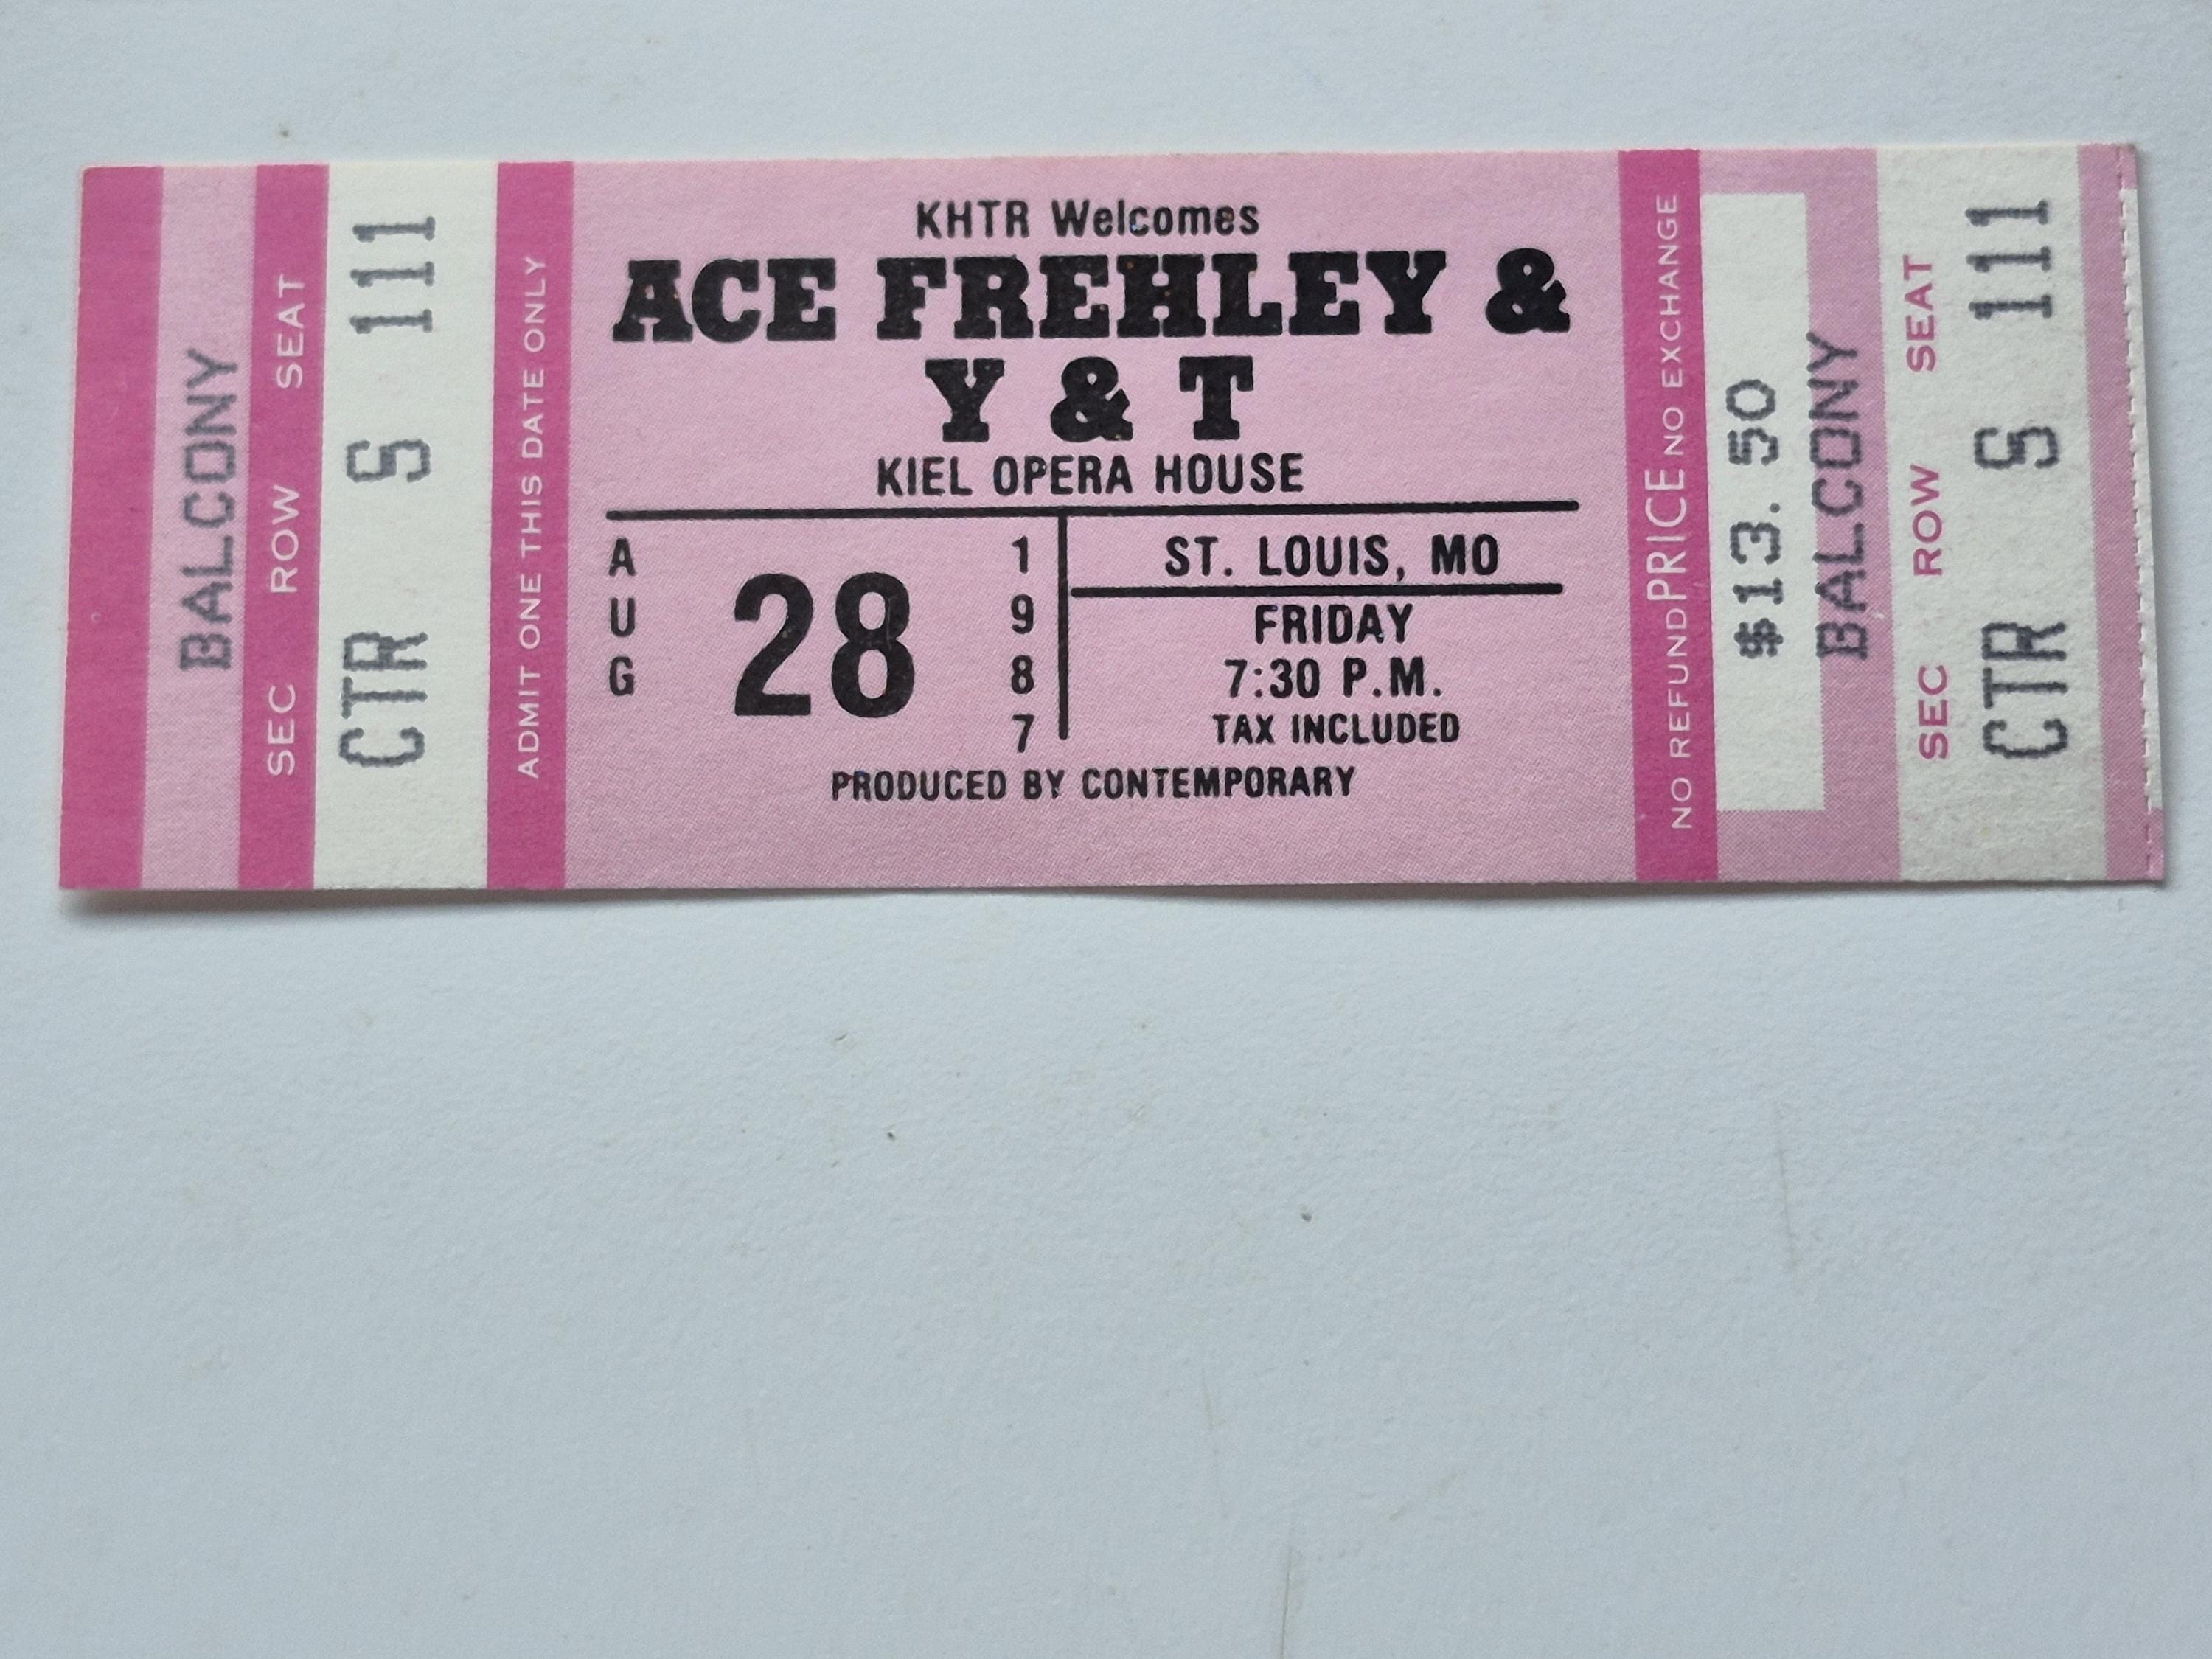 BALCONY
SEC ROW SEAT
CTR S 111
ADMIT ONE THIS DATE ONLY
KHTR Welcomes
ACE FREHLEY &
Y & T
KIEL OPERA HOUSE
AUG 28 1987
ST. LOUIS, MO
FRIDAY
7:30 P.M.
TAX INCLUDED
PRODUCED BY CONTEMPORARY
NO REFUND PRICE NO EXCHANGE
$13.50
BALCONY
SEC ROW SEAT
CTR S 111